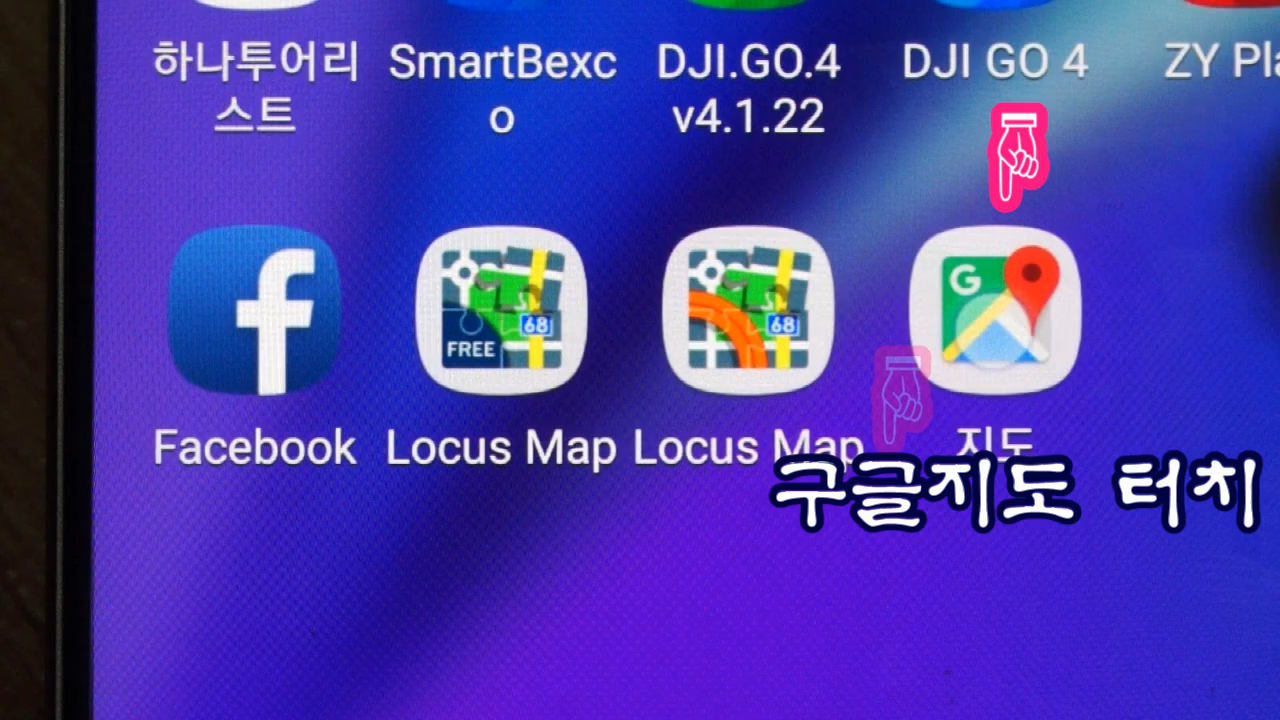 하나투어리 SmartBexc DJI.GO.4 DJI GO 4 ZY Pla
스트 o v4.1.22
G
68 68
FREE
Facebook Locus Map Locus Map 지도
구글지도 터치